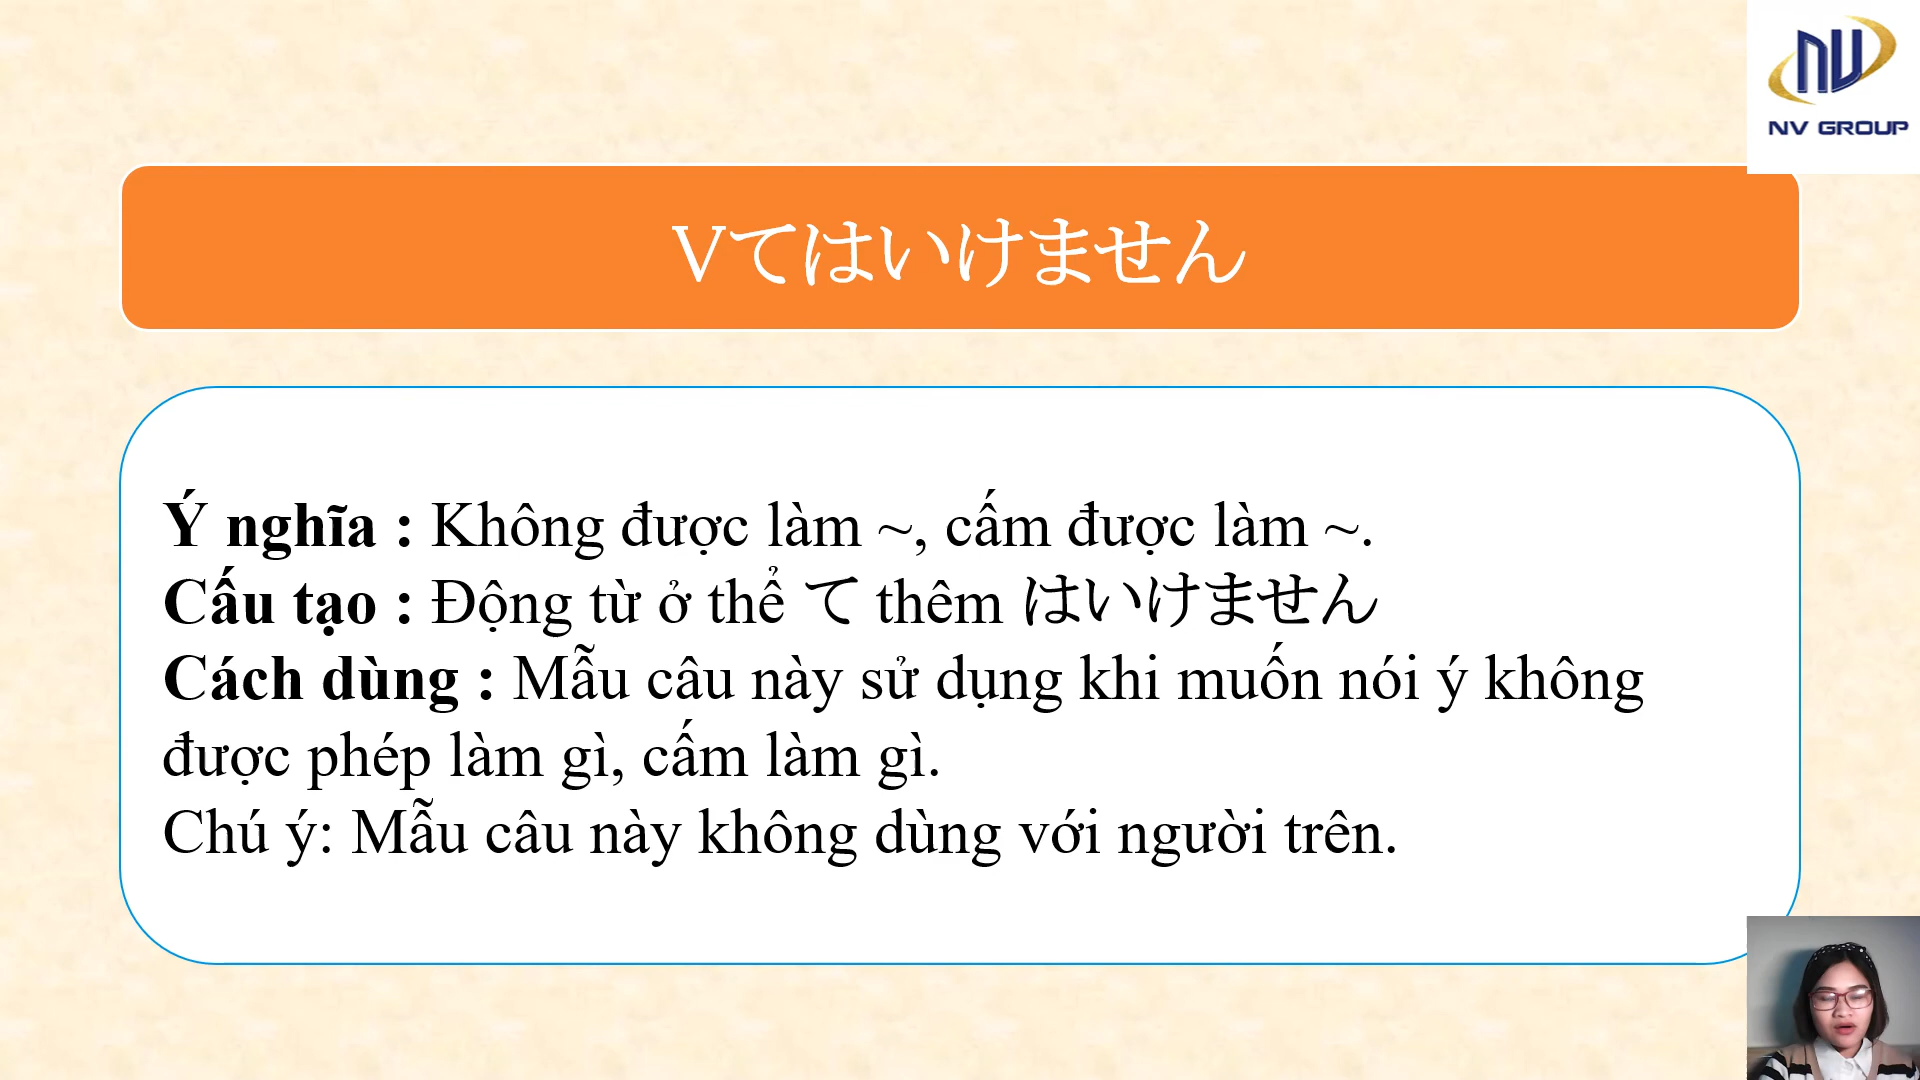 NV GROUP
Vてはいけません
Ý nghĩa : Không được làm ~, cấm được làm ~.
Cấu tạo : Động từ ở thể て thêm はいけません
Cách dùng : Mẫu câu này sử dụng khi muốn nói ý không
được phép làm gì, cấm làm gì.
Chú ý: Mẫu câu này không dùng với người trên.